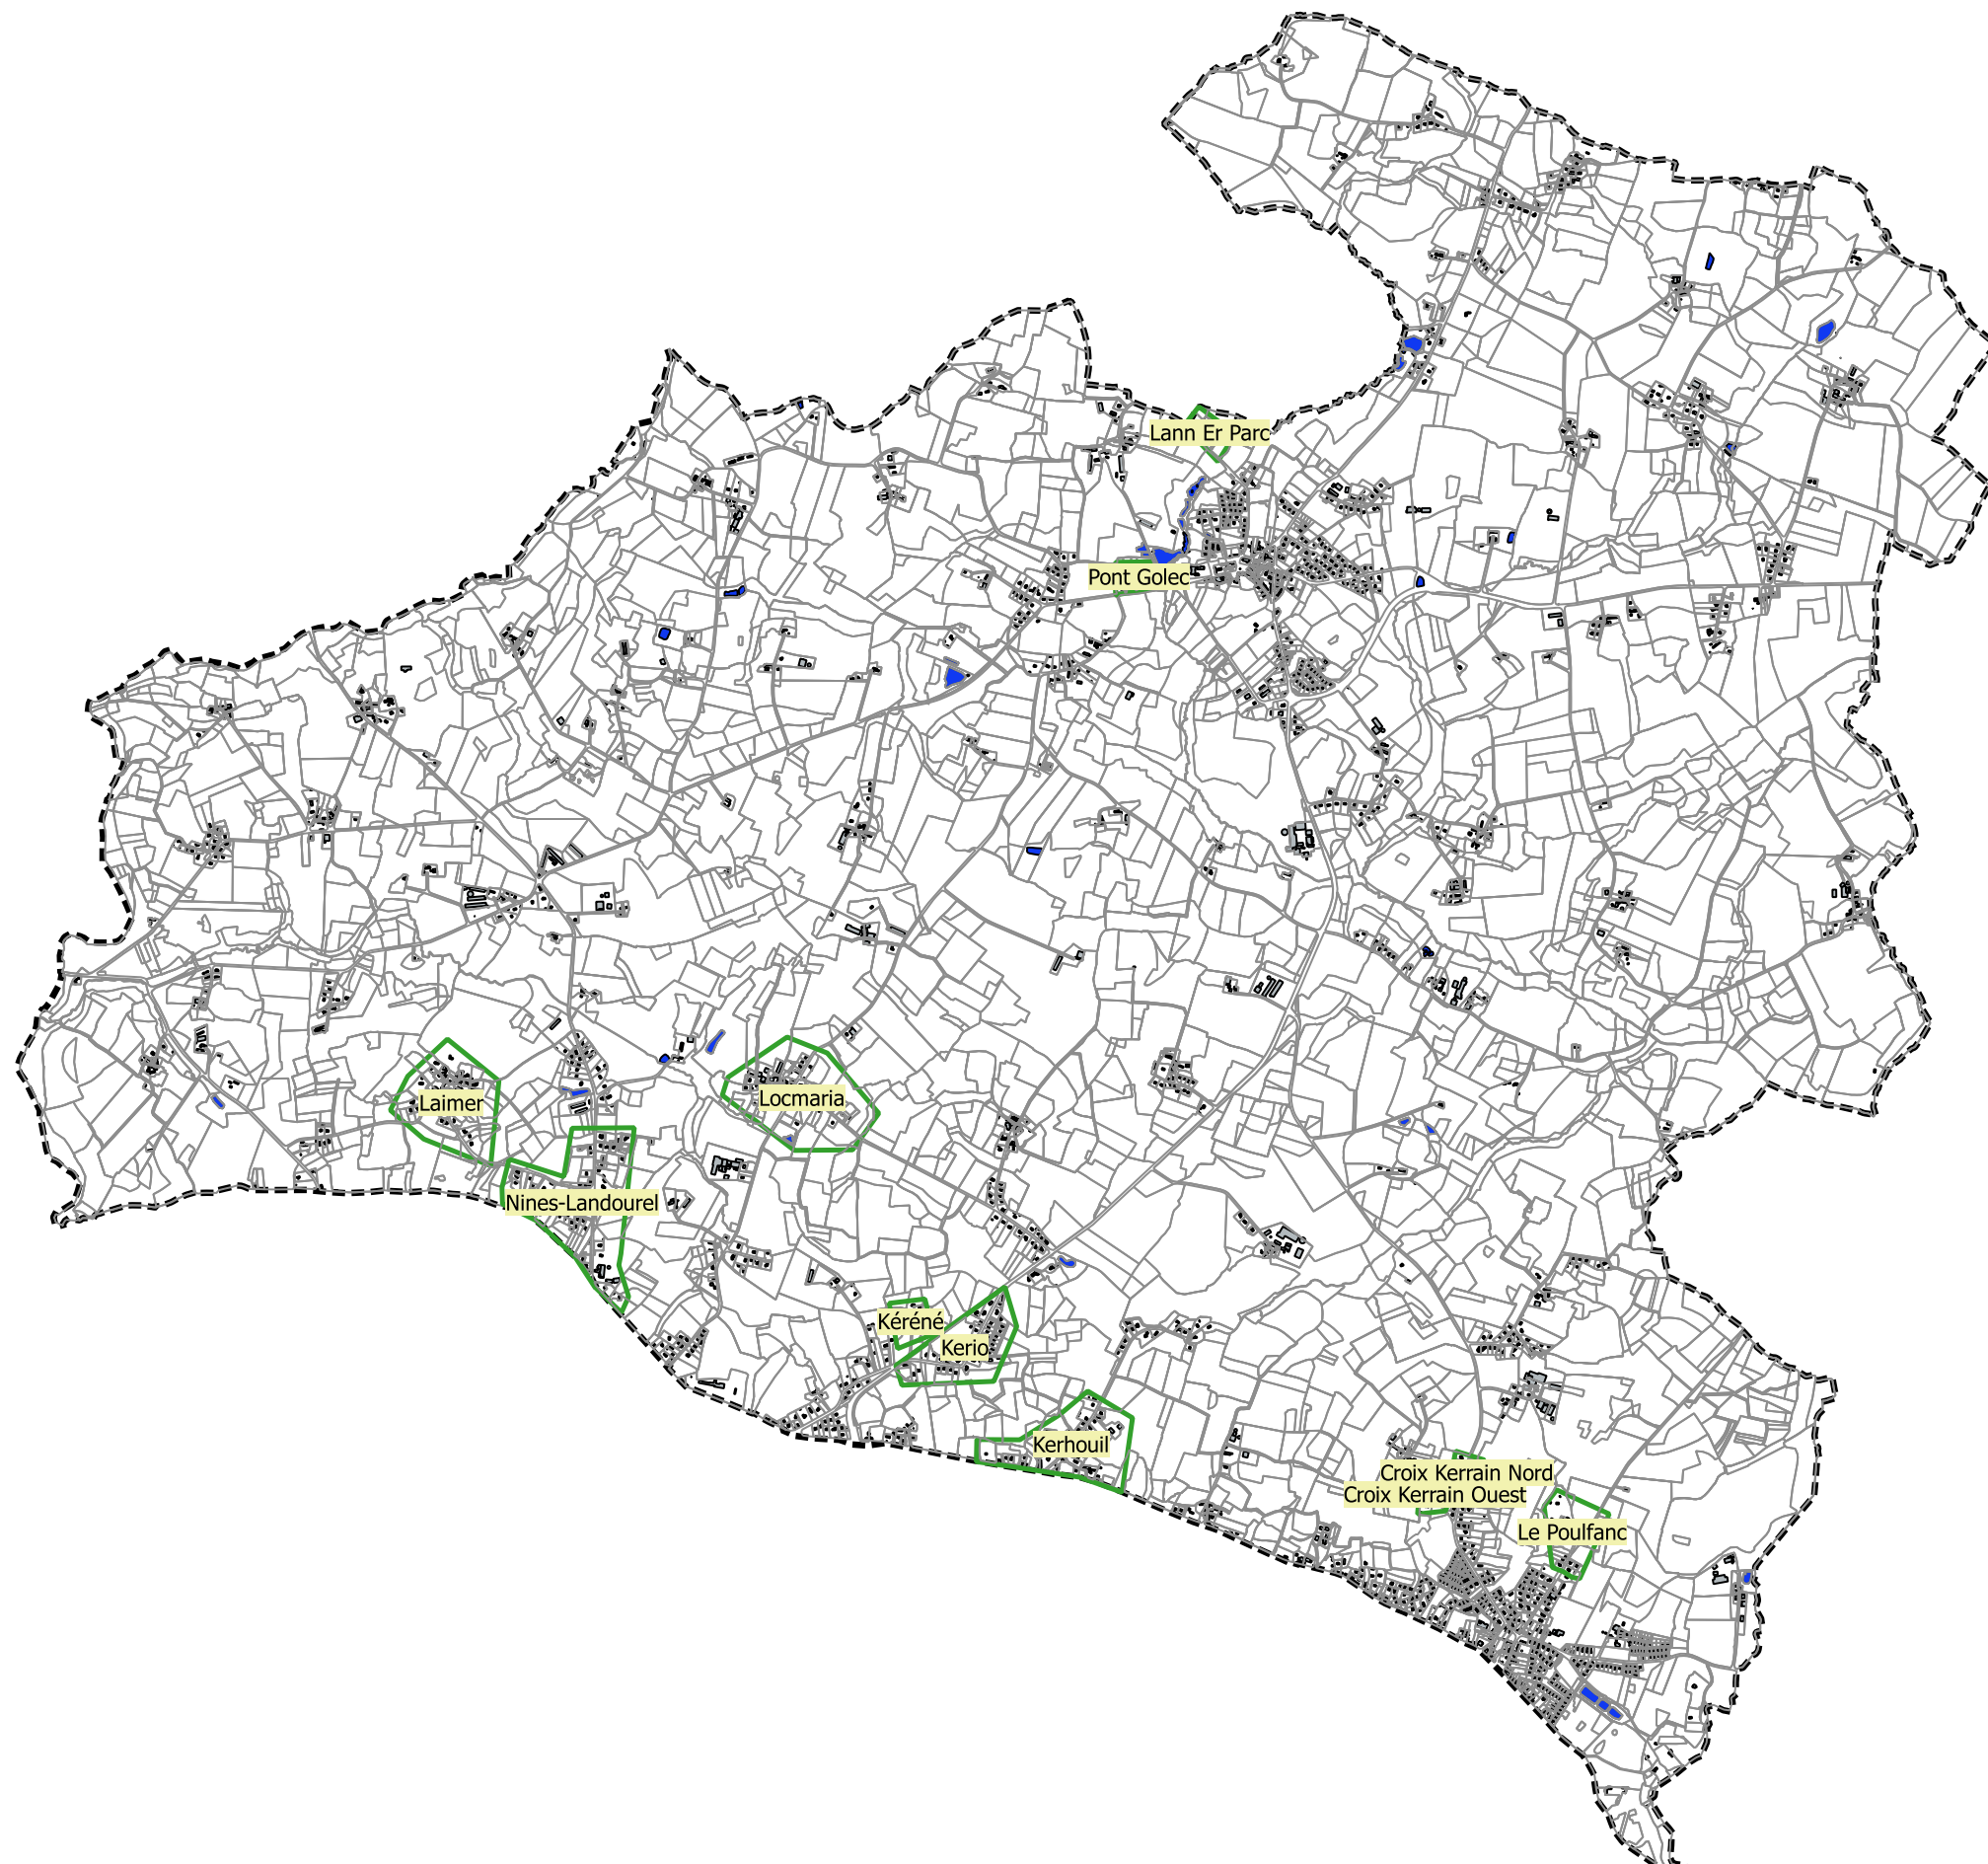 Lann Er Parc
Pont Golec
Locmaria
Laimer
Nines-Landourel
Kéréné
Kerio
Kerhouil
Croix Kerrain Nord
Croix Kerrain Ouest
Le Poulfanc